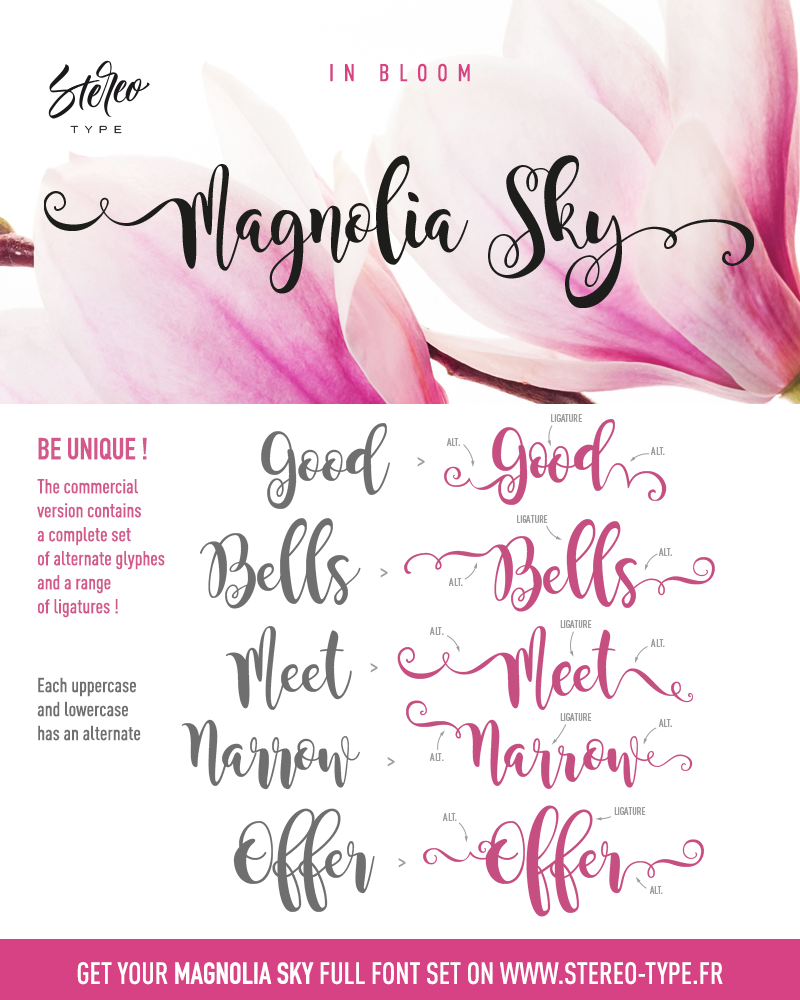 Stereo
TYPE
IN BLOOM
Magnolia Sky
BE UNIQUE !
The commercial
version contains
a complete set
of alternate glyphes
and a range
of ligatures !
Each uppercase
and lowercase
has an alternate
Good > Good
ALT.
LIGATURE
ALT.
Bells > Bells
LIGATURE
ALT.
ALT.
Meet > Meet
ALT.
LIGATURE
ALT.
Narrow > Narrow
ALT.
LIGATURE
ALT.
Offer > Offer
ALT.
LIGATURE
ALT.
GET YOUR MAGNOLIA SKY FULL FONT SET ON WWW.STEREO-TYPE.FR